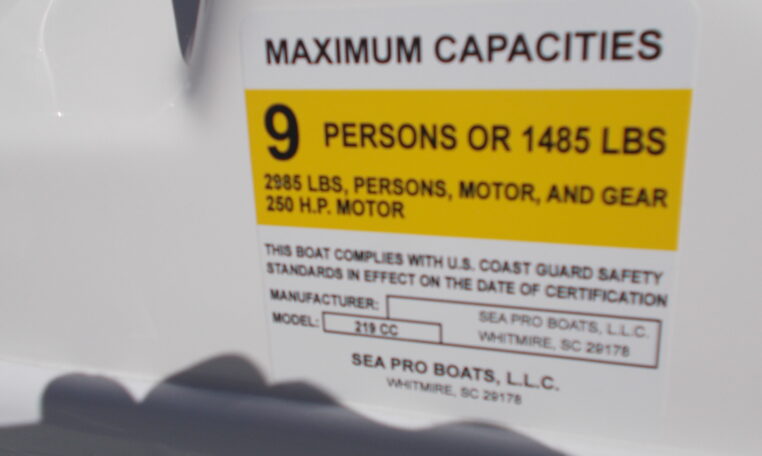 MAXIMUM CAPACITIES
9 PERSONS OR 1485 LBS
2985 LBS, PERSONS, MOTOR, AND GEAR
250 H.P. MOTOR
THIS BOAT COMPLIES WITH U.S. COAST GUARD SAFETY
STANDARDS IN EFFECT ON THE DATE OF CERTIFICATION
MANUFACTURER: SEA PRO BOATS, L.L.C.
WHITMIRE, SC 29178
MODEL: 219 CC
SEA PRO BOATS, L.L.C.
WHITMIRE, SC 29178